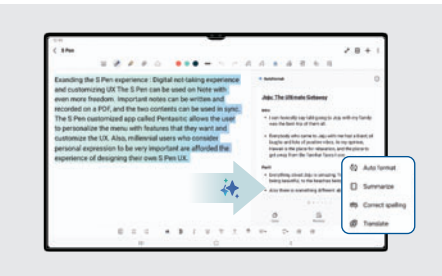 S Pen
Expanding the S Pen experience : Digital not taking experience
and customizing UX The S Pen can be used on Note with
even more freedom. Important notes can be written and
recorded on a PDF, and the two contents can be used in sync.
The S Pen customized app called Pentastic allows the user
to personalize the menu with features that they want and
customize the UX. Also, millennial users who consider
personal expression to be very important are afforded the
experience of designing their own S Pen UX.
Jeju: The Ultimate Getaway
Auto format
Summarize
Correct spelling
Translate